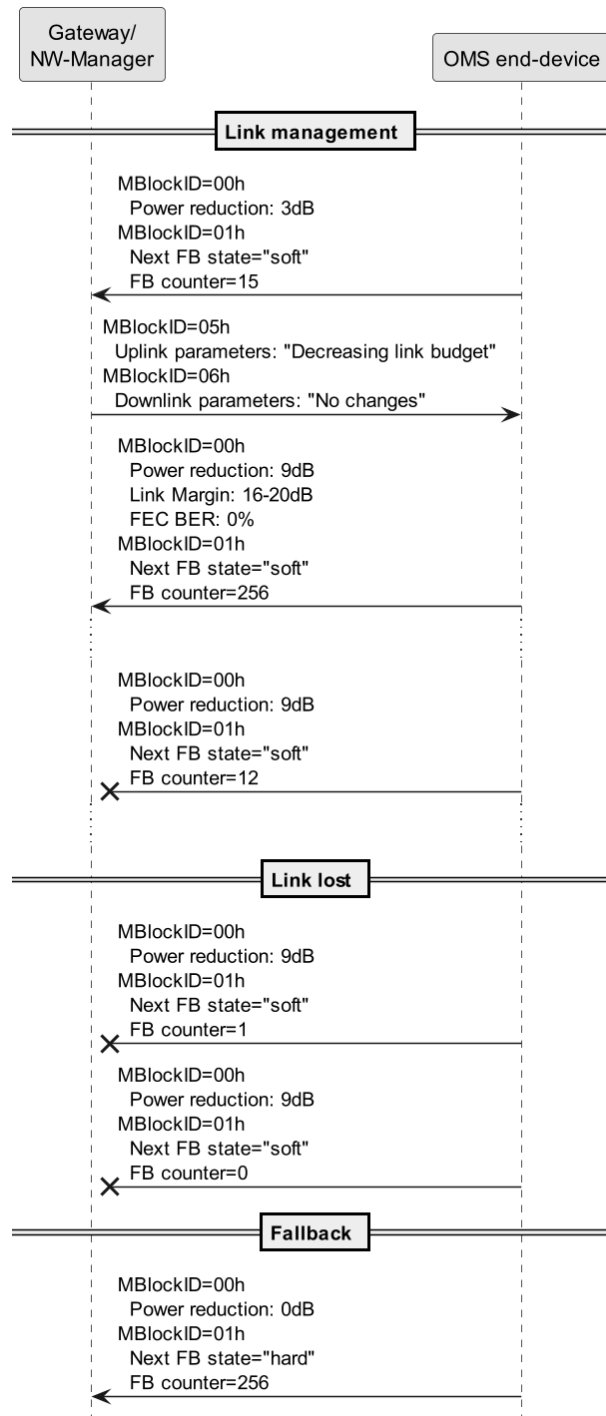 Gateway/
NW-Manager
OMS end-device
Link management
MBlockID=00h
Power reduction: 3dB
MBlockID=01h
Next FB state="soft"
FB counter=15
MBlockID=05h
Uplink parameters: "Decreasing link budget"
MBlockID=06h
Downlink parameters: "No changes"
MBlockID=00h
Power reduction: 9dB
Link Margin: 16-20dB
FEC BER: 0%
MBlockID=01h
Next FB state="soft"
FB counter=256
MBlockID=00h
Power reduction: 9dB
MBlockID=01h
Next FB state="soft"
FB counter=12
Link lost
MBlockID=00h
Power reduction: 9dB
MBlockID=01h
Next FB state="soft"
FB counter=1
MBlockID=00h
Power reduction: 9dB
MBlockID=01h
Next FB state="soft"
FB counter=0
Fallback
MBlockID=00h
Power reduction: 0dB
MBlockID=01h
Next FB state="hard"
FB counter=256